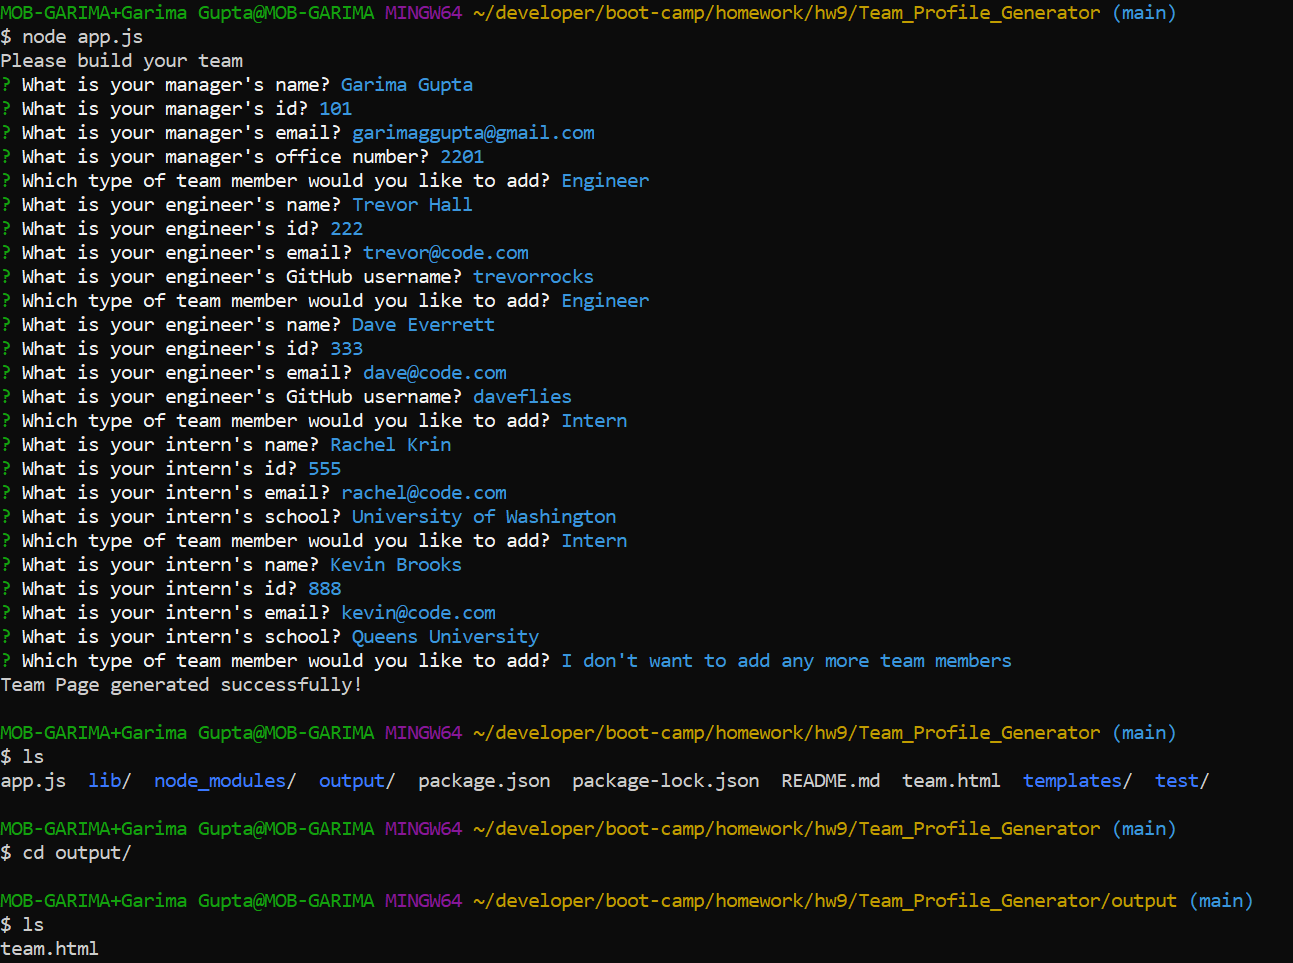 MOB-GARIMA+Garima Gupta@MOB-GARIMA MINGW64 ~/developer/boot-camp/homework/hw9/Team_Profile_Generator (main)
$ node app.js
Please build your team
? What is your manager's name? Garima Gupta
? What is your manager's id? 101
? What is your manager's email? garimaggupta@gmail.com
? What is your manager's office number? 2201
? Which type of team member would you like to add? Engineer
? What is your engineer's name? Trevor Hall
? What is your engineer's id? 222
? What is your engineer's email? trevor@code.com
? What is your engineer's GitHub username? trevorrocks
? Which type of team member would you like to add? Engineer
? What is your engineer's name? Dave Everrett
? What is your engineer's id? 333
? What is your engineer's email? dave@code.com
? What is your engineer's GitHub username? daveflies
? Which type of team member would you like to add? Intern
? What is your intern's name? Rachel Krin
? What is your intern's id? 555
? What is your intern's email? rachel@code.com
? What is your intern's school? University of Washington
? Which type of team member would you like to add? Intern
? What is your intern's name? Kevin Brooks
? What is your intern's id? 888
? What is your intern's email? kevin@code.com
? What is your intern's school? Queens University
? Which type of team member would you like to add? I don't want to add any more team members
Team Page generated successfully!
MOB-GARIMA+Garima Gupta@MOB-GARIMA MINGW64 ~/developer/boot-camp/homework/hw9/Team_Profile_Generator (main)
$ ls
app.js  lib/  node_modules/  output/  package.json  package-lock.json  README.md  team.html  templates/  test/
MOB-GARIMA+Garima Gupta@MOB-GARIMA MINGW64 ~/developer/boot-camp/homework/hw9/Team_Profile_Generator (main)
$ cd output/
MOB-GARIMA+Garima Gupta@MOB-GARIMA MINGW64 ~/developer/boot-camp/homework/hw9/Team_Profile_Generator/output (main)
$ ls
team.html